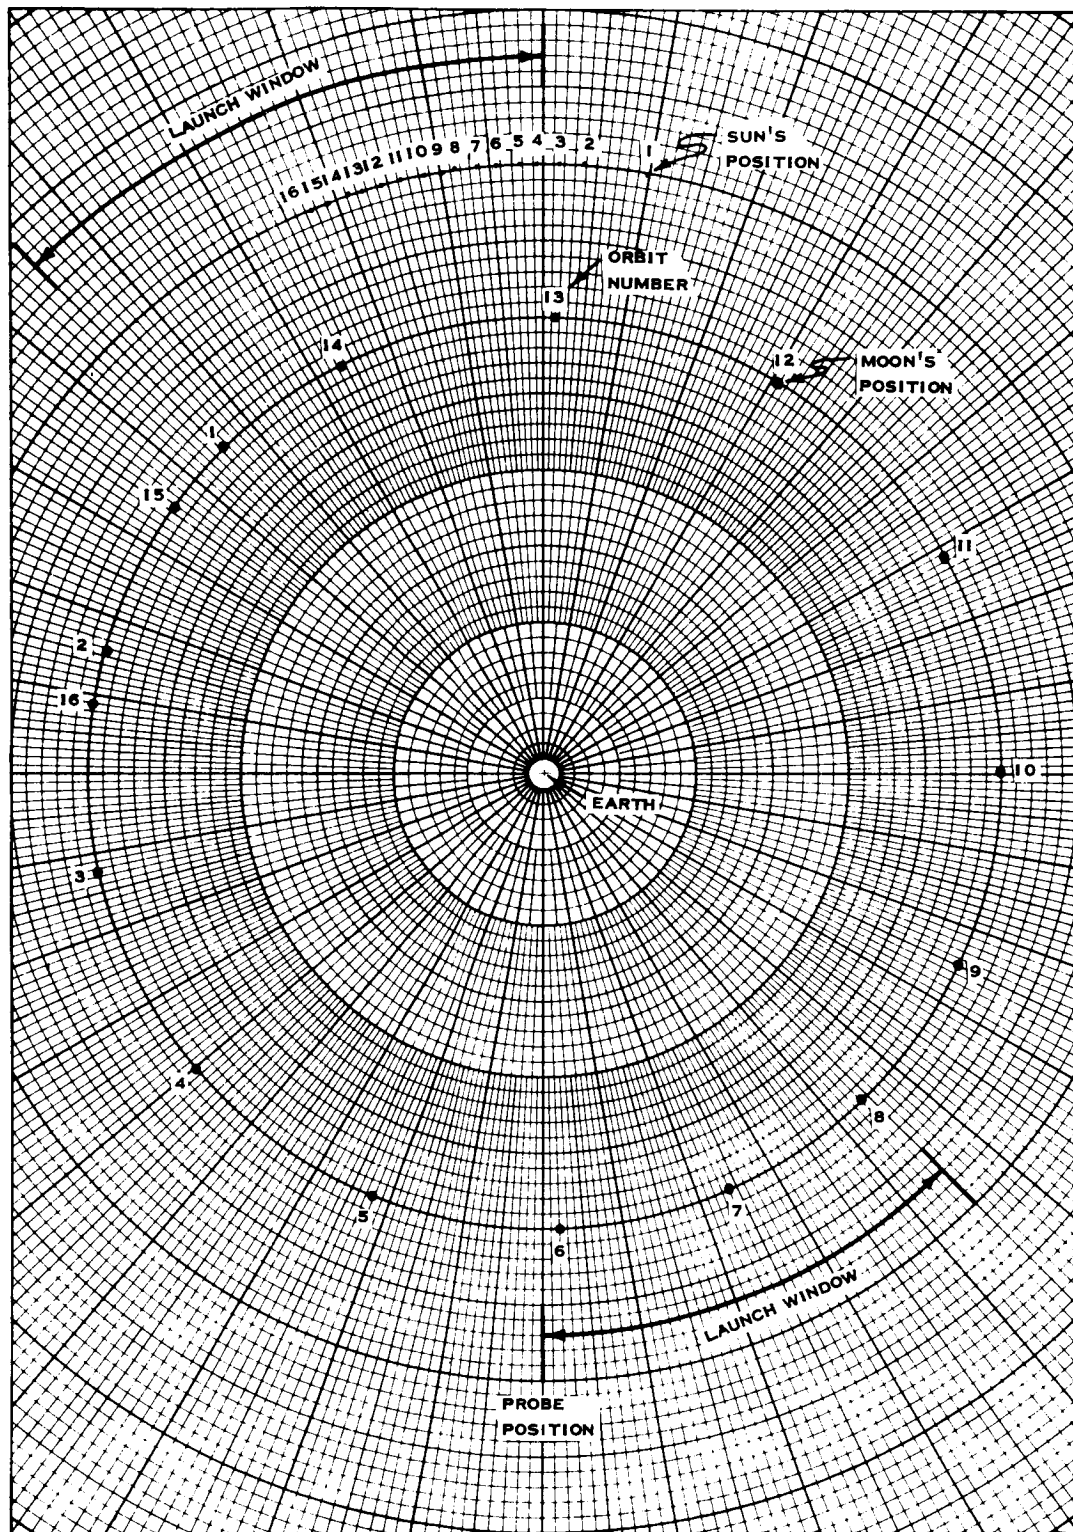 LAUNCH WINDOW
16 15 14 13 12 11 10 9 8 7 6 5 4 3 2 1
SUN'S
POSITION
ORBIT
NUMBER
13
14
12
MOON'S
POSITION
1
15
11
2
16
10
EARTH
3
9
4
8
5
7
6
LAUNCH WINDOW
PROBE
POSITION